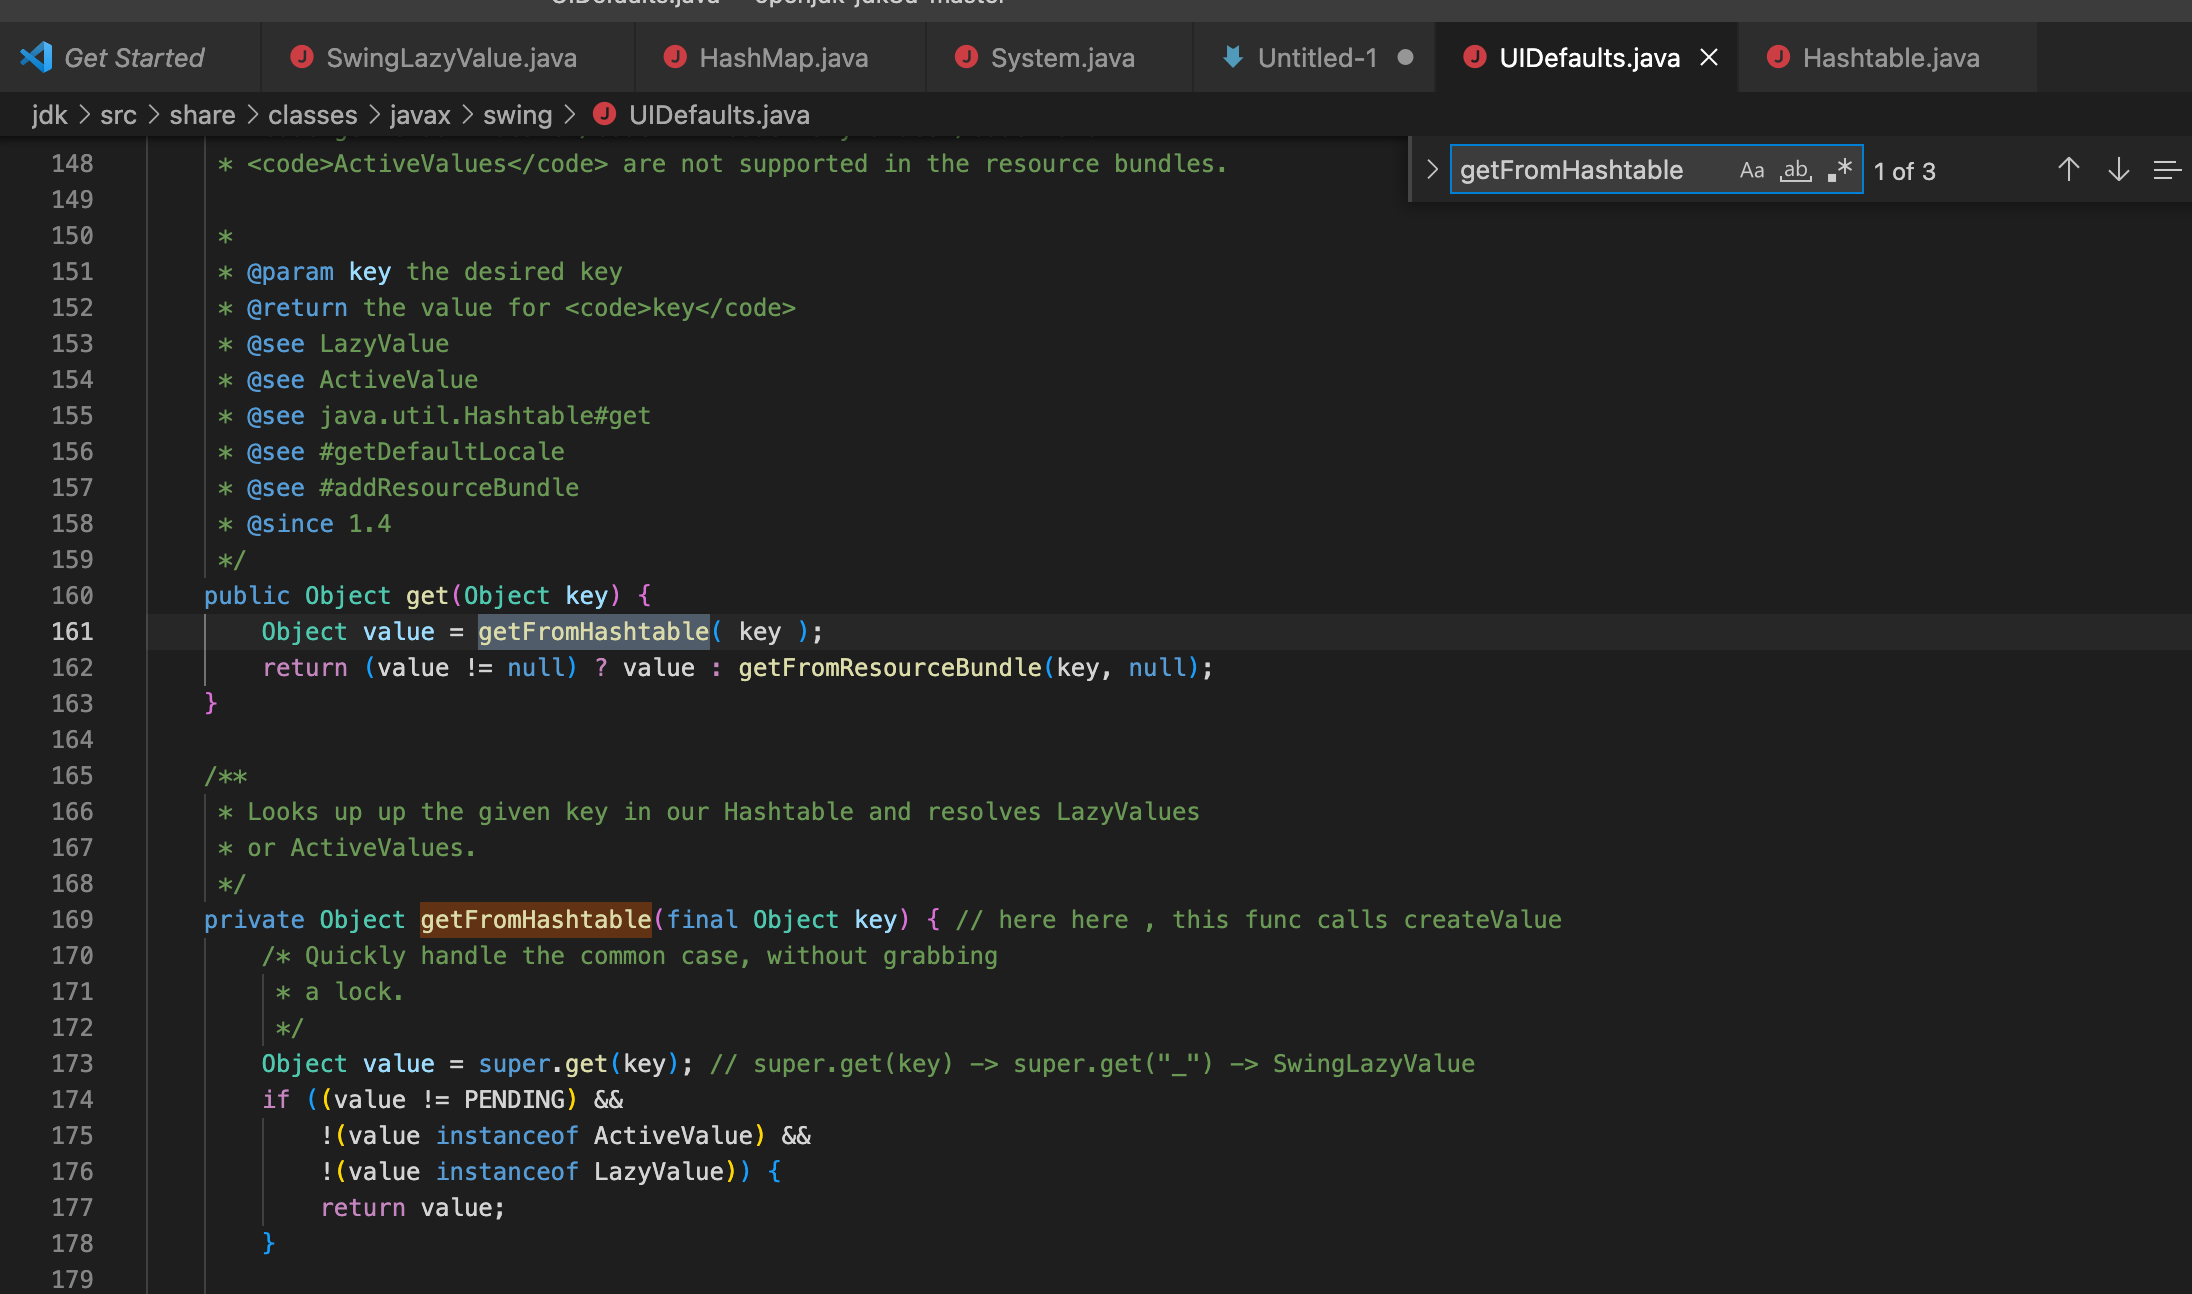 UIDefaults.java — openjdk-jdk8u-master
Get Started SwingLazyValue.java HashMap.java System.java Untitled-1 UIDefaults.java Hashtable.java
jdk > src > share > classes > javax > swing > UIDefaults.java
getFromHashtable Aa ab .* 1 of 3
148 * <code>ActiveValues</code> are not supported in the resource bundles.
149
150 *
151 * @param key the desired key
152 * @return the value for <code>key</code>
153 * @see LazyValue
154 * @see ActiveValue
155 * @see java.util.Hashtable#get
156 * @see #getDefaultLocale
157 * @see #addResourceBundle
158 * @since 1.4
159 */
160 public Object get(Object key) {
161 Object value = getFromHashtable( key );
162 return (value != null) ? value : getFromResourceBundle(key, null);
163 }
164
165 /**
166 * Looks up up the given key in our Hashtable and resolves LazyValues
167 * or ActiveValues.
168 */
169 private Object getFromHashtable(final Object key) { // here here , this func calls createValue
170 /* Quickly handle the common case, without grabbing
171 * a lock.
172 */
173 Object value = super.get(key); // super.get(key) -> super.get("_") -> SwingLazyValue
174 if ((value != PENDING) &&
175 !(value instanceof ActiveValue) &&
176 !(value instanceof LazyValue)) {
177 return value;
178 }
179